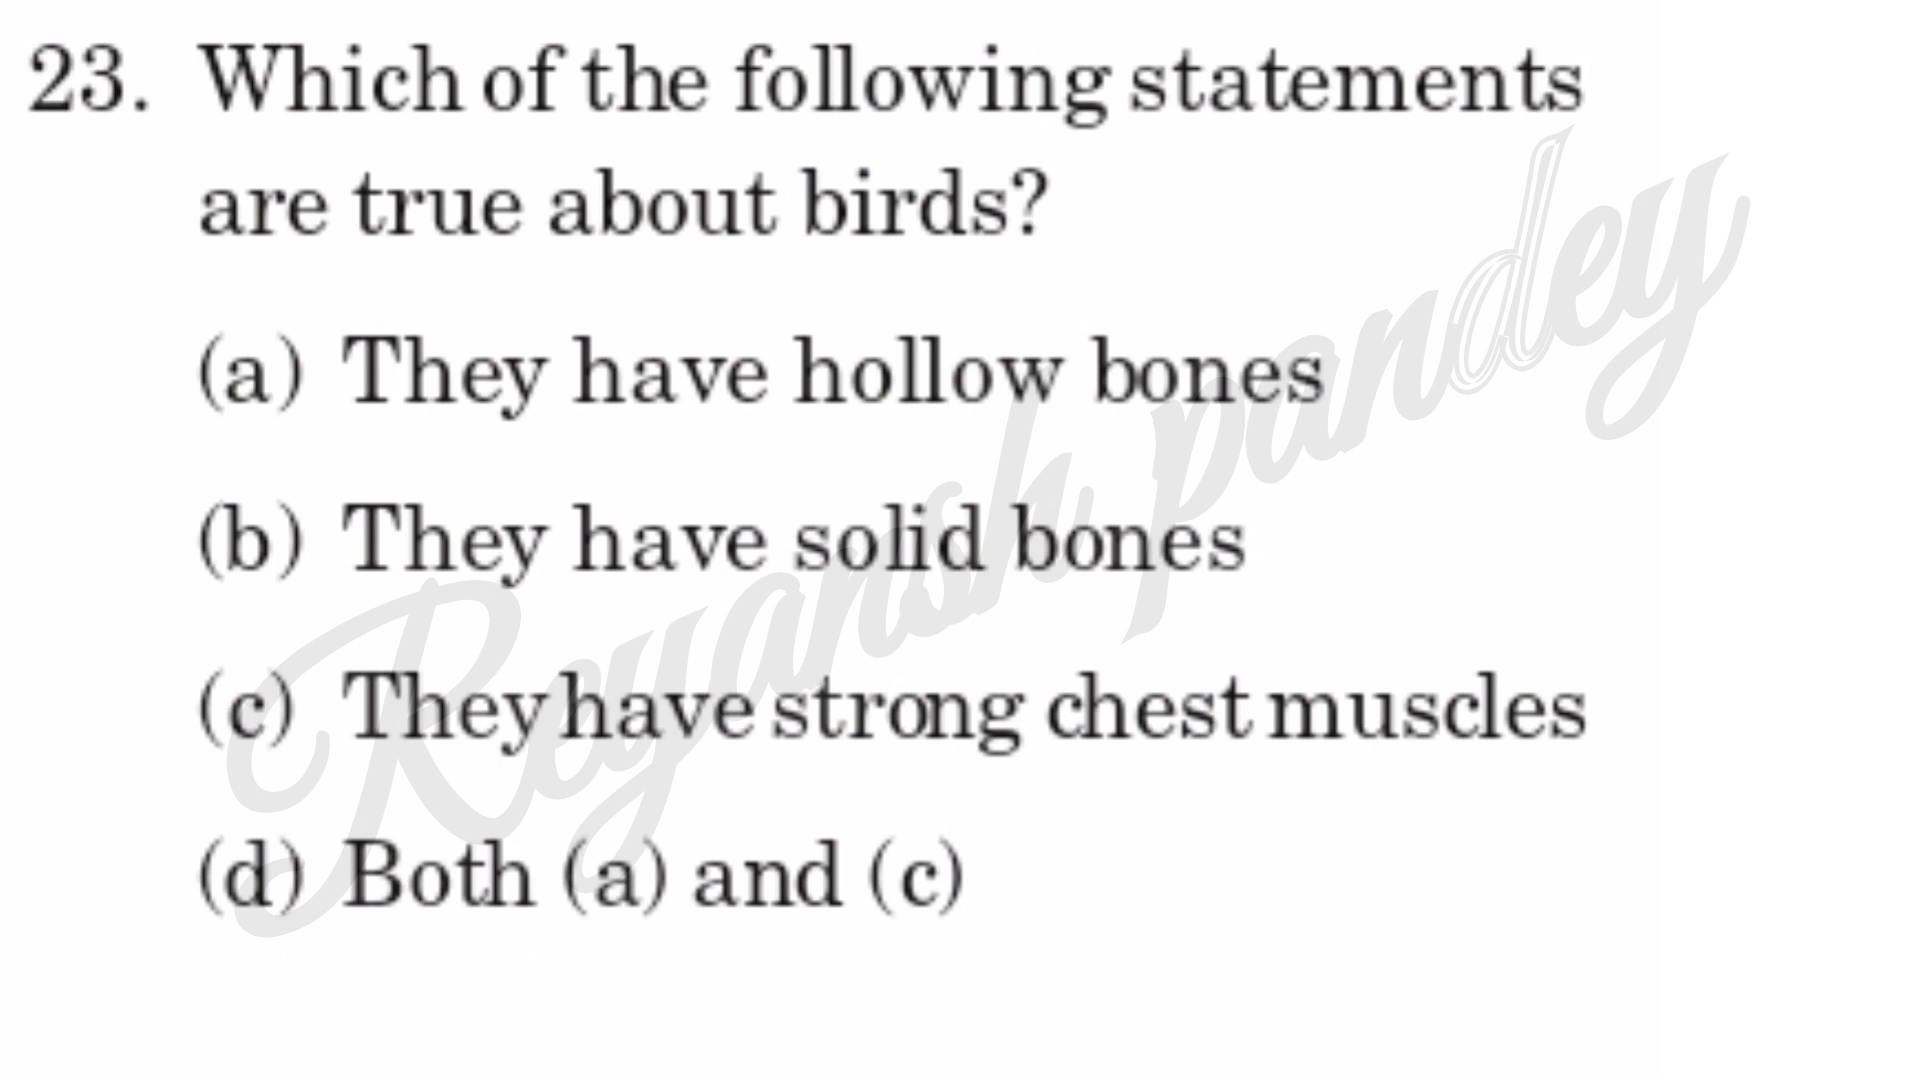 23. Which of the following statements
are true about birds?
(a) They have hollow bones
(b) They have solid bones
(c) They have strong chest muscles
(d) Both (a) and (c)
Reyansh pandey